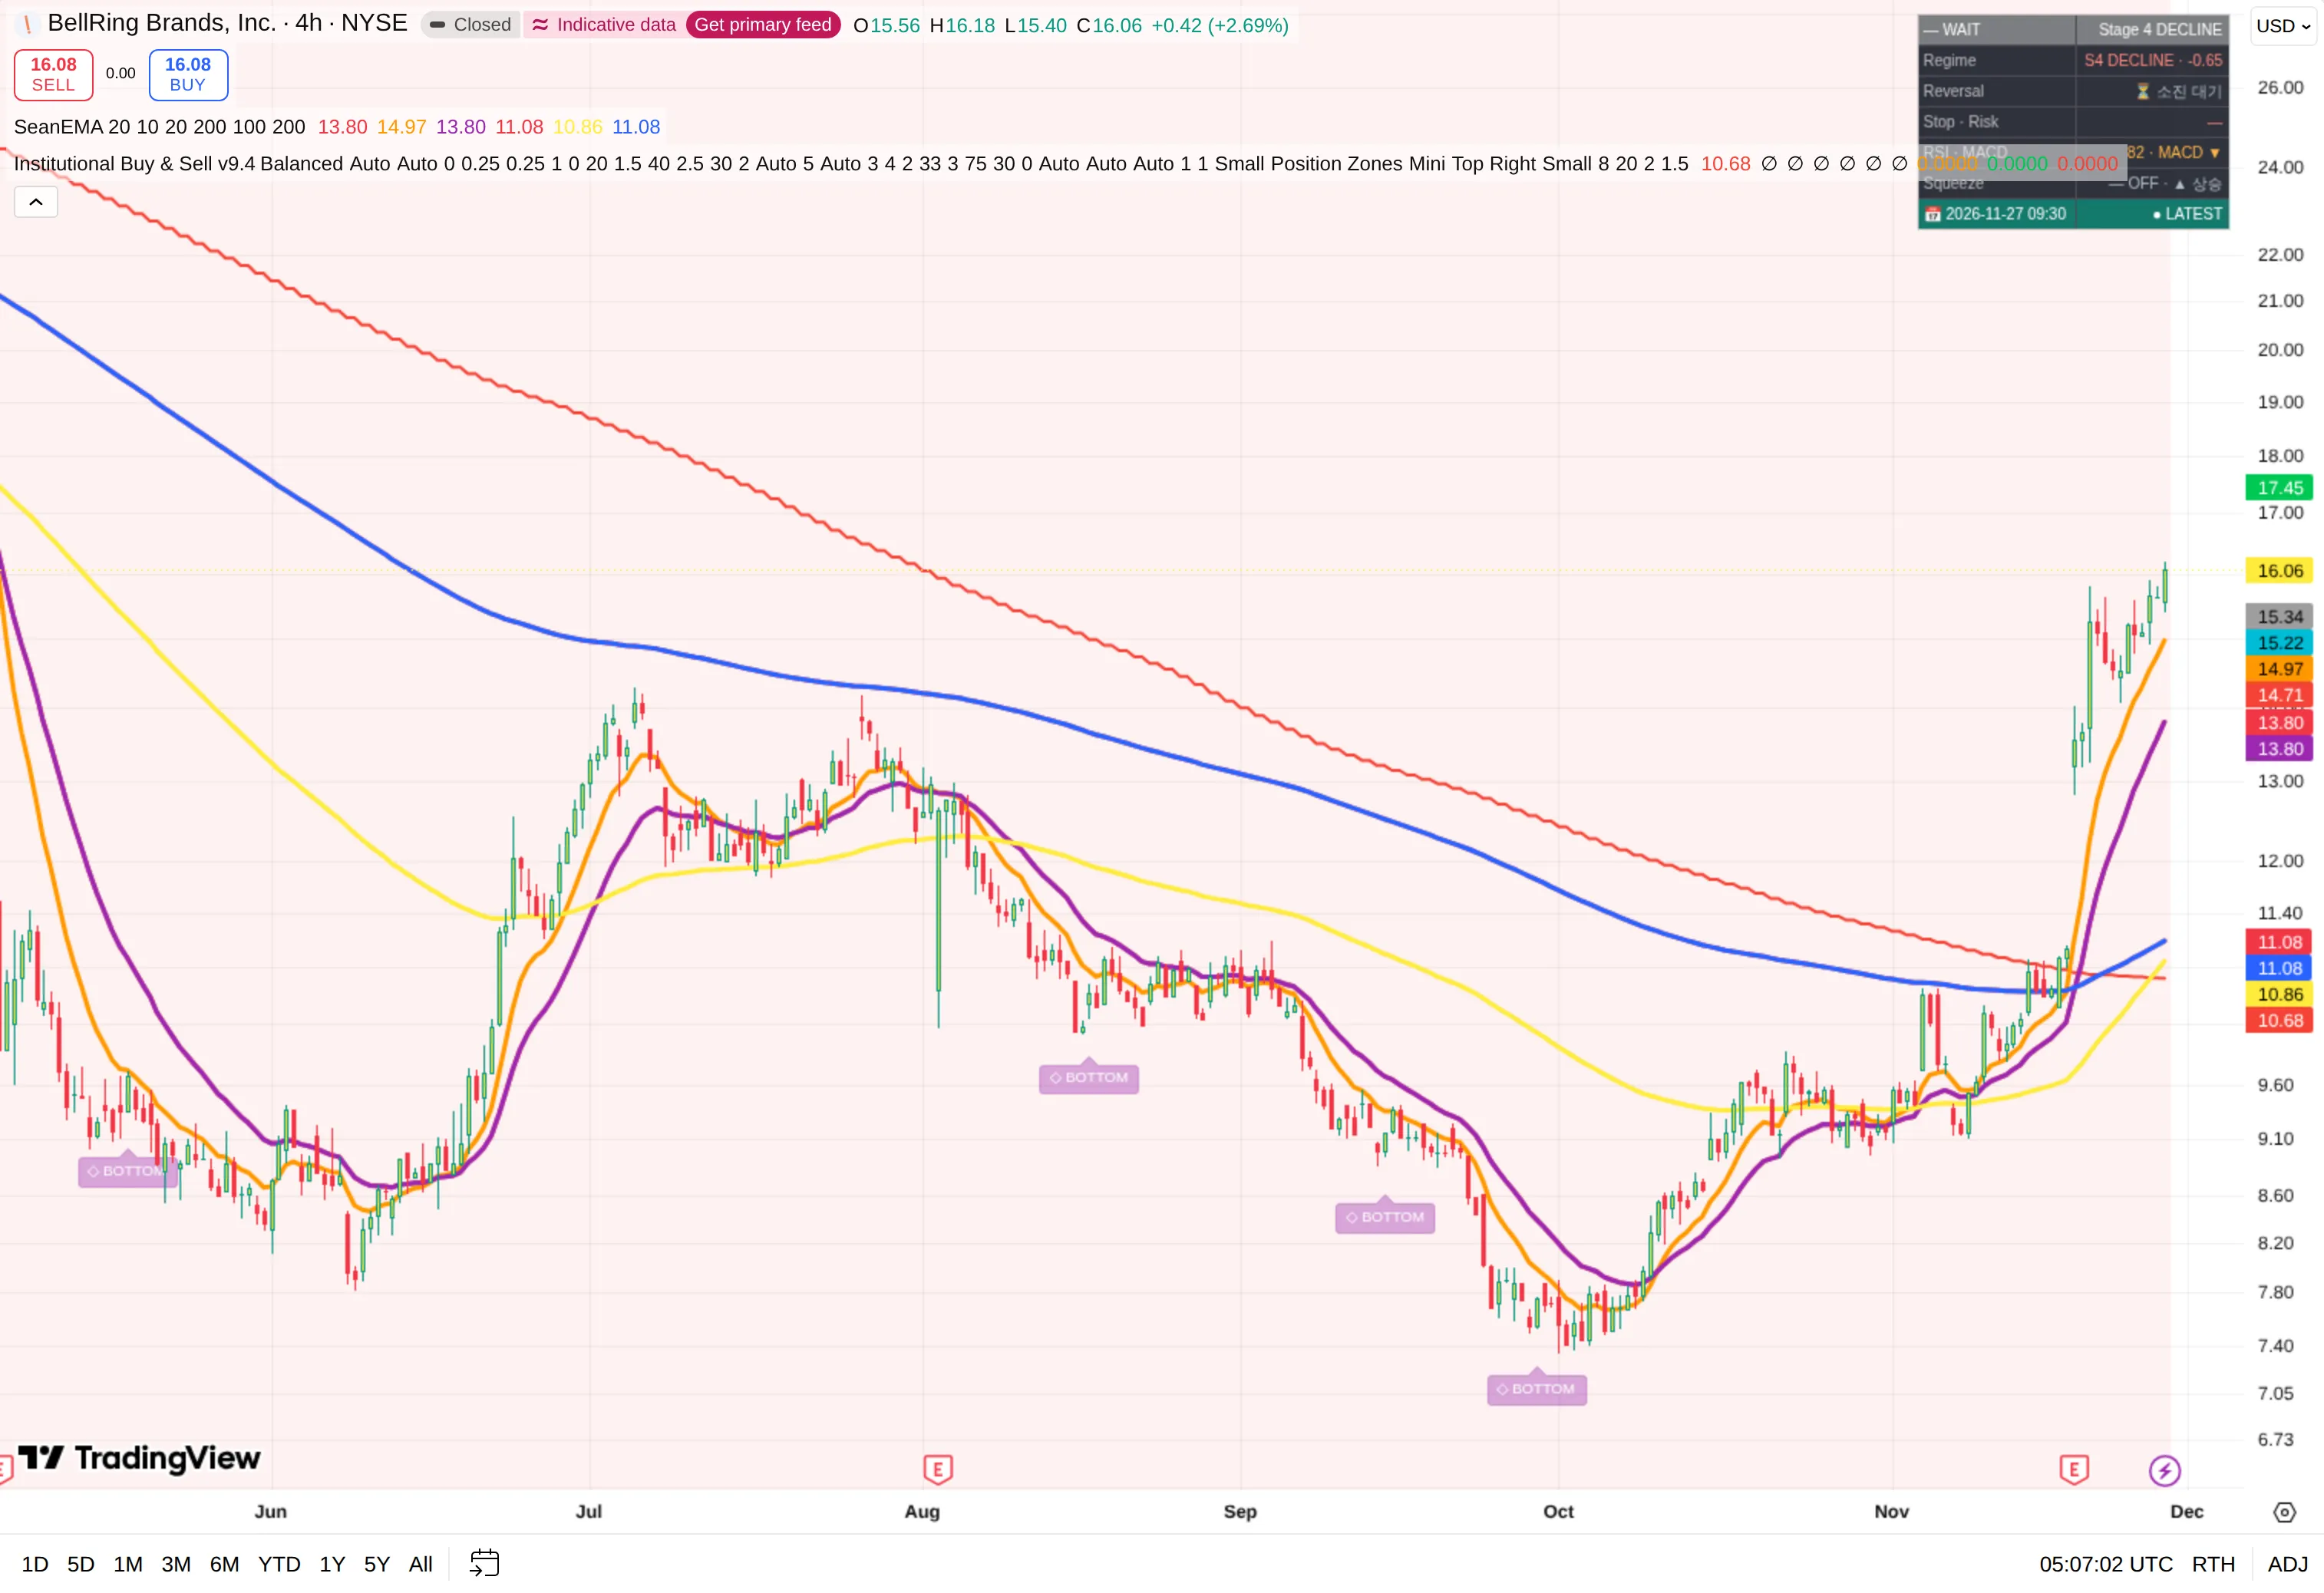 BellRing Brands, Inc. · 4h · NYSE Closed Indicative data Get primary feed O15.56 H16.18 L15.40 C16.06 +0.42 (+2.69%)
16.08 SELL 0.00 16.08 BUY
SeanEMA 20 10 20 200 100 200 13.80 14.97 13.80 11.08 10.86 11.08
Institutional Buy & Sell v9.4 Balanced Auto Auto 0 0.25 0.25 1 0 20 1.5 40 2.5 30 2 Auto 5 Auto 3 4 2 33 3 75 30 0 Auto Auto Auto 1 1 Small Position Zones Mini Top Right Small 8 20 2 1.5 10.68 ∅ ∅ ∅ ∅ ∅ ∅ 0.0000 0.0000 0.0000
— WAIT Stage 4 DECLINE
Regime S4 DECLINE · -0.65
Reversal ⏳ 소진 대기
Stop · Risk —
RSI · MACD 82 · MACD ▼
Squeeze — OFF · ▲ 상승
📅 2026-11-27 09:30 ● LATEST
USD
26.00
24.00
22.00
21.00
20.00
19.00
18.00
17.45
17.00
16.06
15.34
15.22
14.97
14.71
13.80
13.80
13.00
12.00
11.40
11.08
11.08
10.86
10.68
9.60
9.10
8.60
8.20
7.80
7.40
7.05
6.73
◇ BOTTOM
◇ BOTTOM
◇ BOTTOM
◇ BOTTOM
TradingView
E
E
E
Jun Jul Aug Sep Oct Nov Dec
1D 5D 1M 3M 6M YTD 1Y 5Y All 05:07:02 UTC RTH ADJ